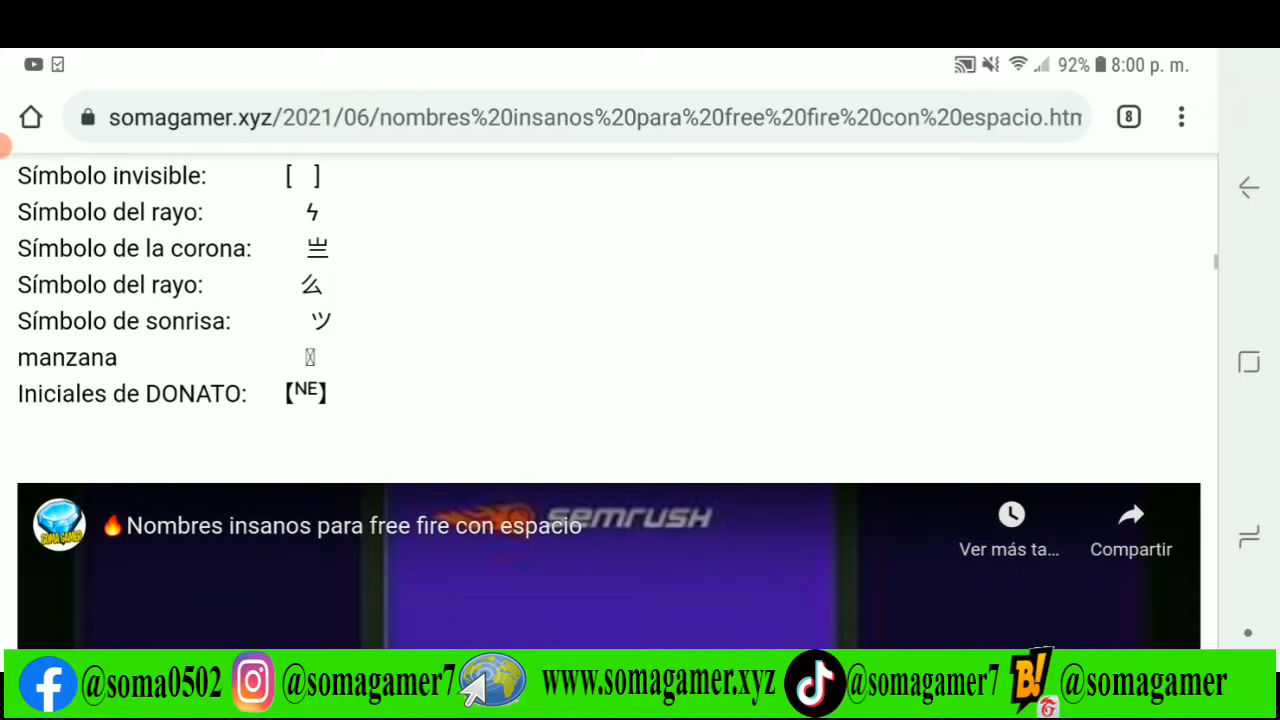 92% 8:00 p. m.
somagamer.xyz/2021/06/nombres%20insanos%20para%20free%20fire%20con%20espacio.htm
8
Símbolo invisible: [ ]
Símbolo del rayo: ϟ
Símbolo de la corona: 亗
Símbolo del rayo: 么
Símbolo de sonrisa: ツ
manzana
Iniciales de DONATO: 【ᴺᴱ】
SEMRUSH
SOMA GAMER
🔥Nombres insanos para free fire con espacio
Ver más ta... Compartir
@soma0502 @somagamer7 www.somagamer.xyz @somagamer7 B! @somagamer